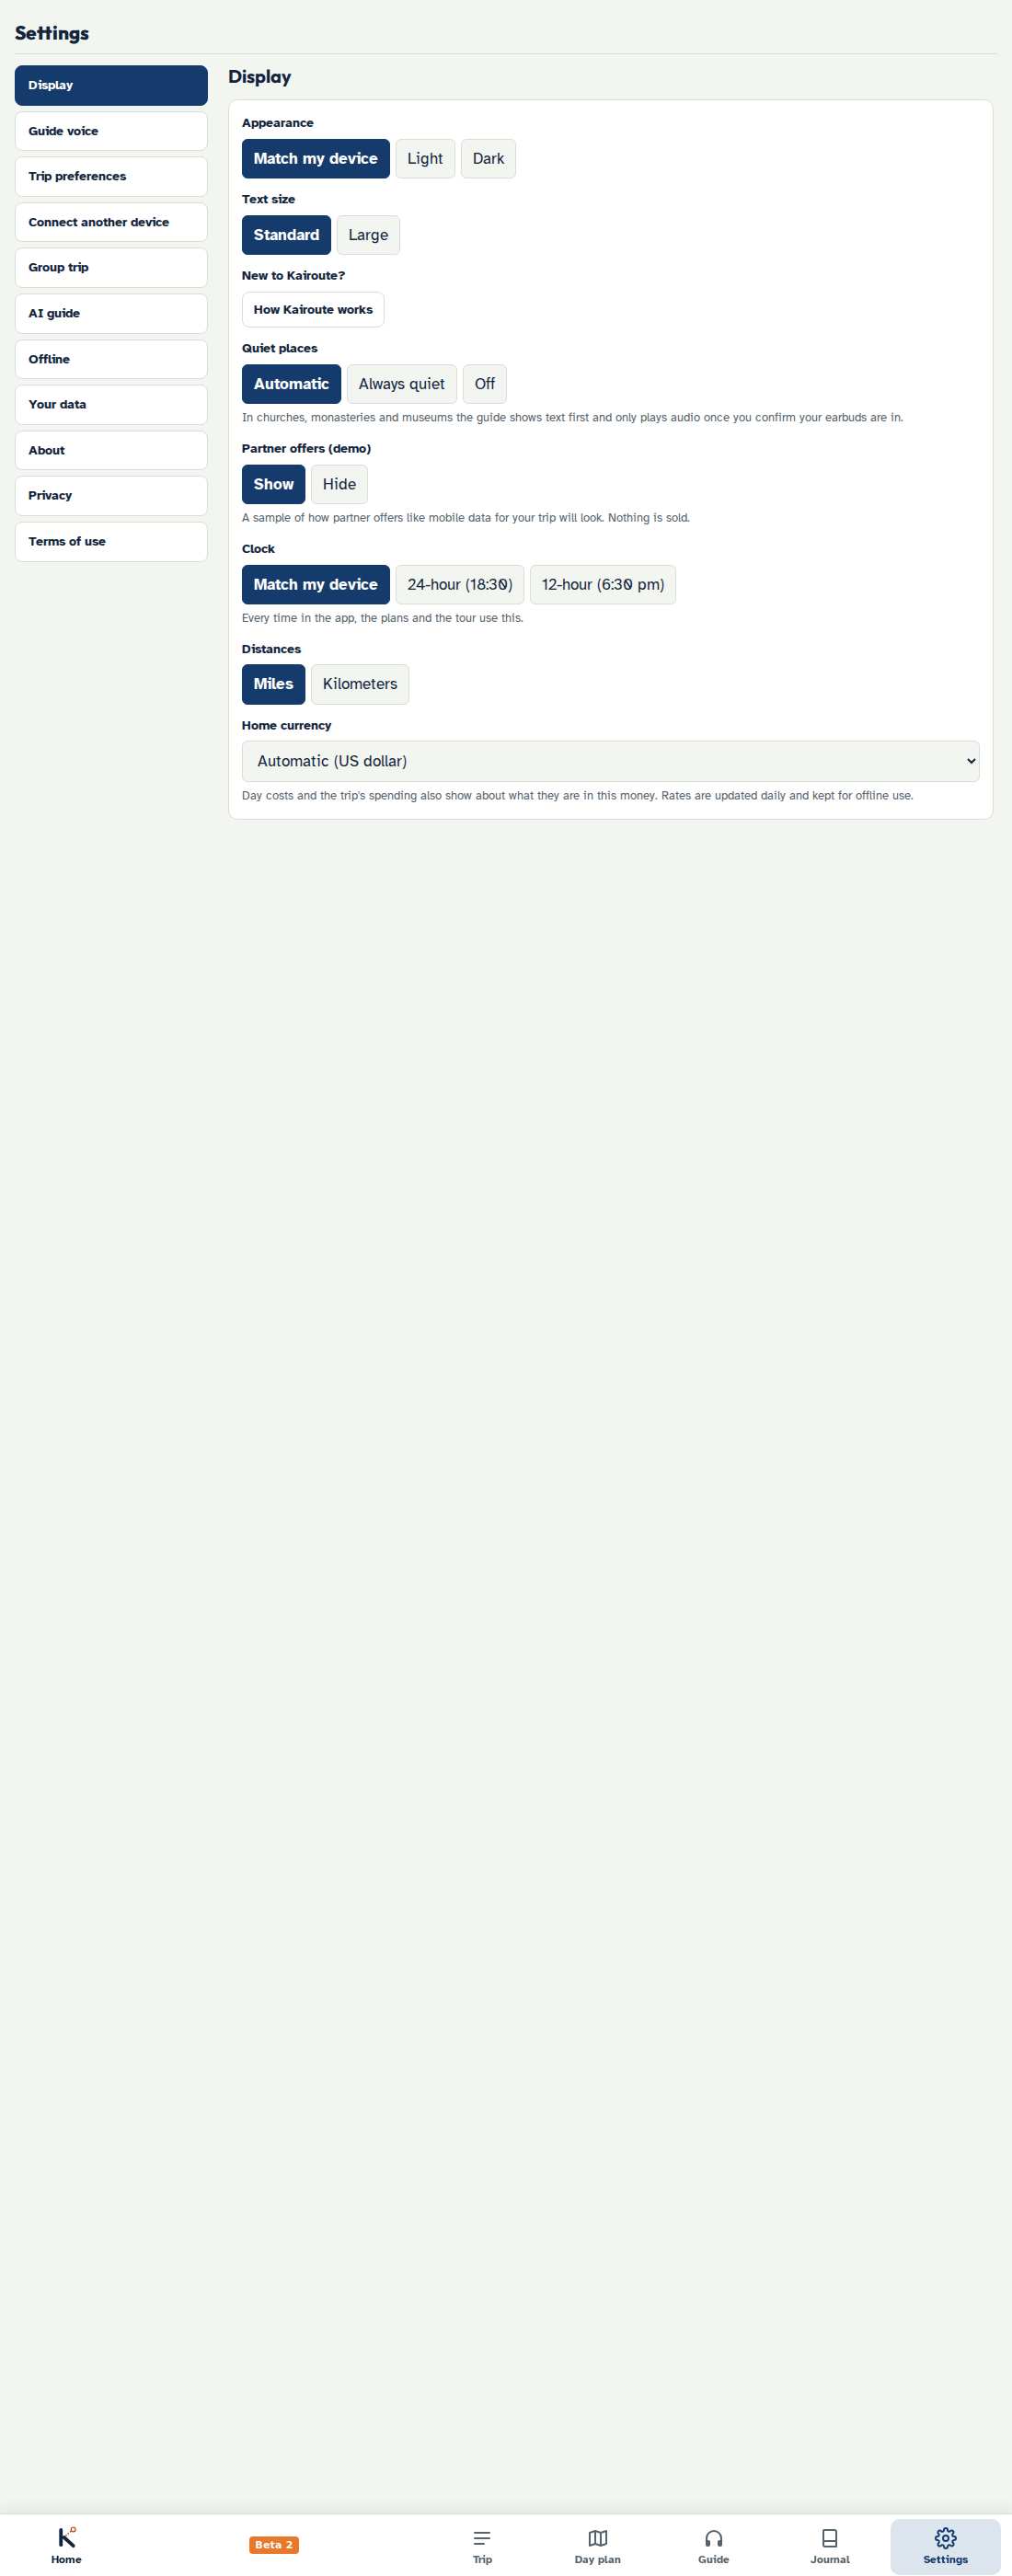 Settings
Display
Guide voice
Trip preferences
Connect another device
Group trip
AI guide
Offline
Your data
About
Privacy
Terms of use
Display
Appearance
Match my device Light Dark
Text size
Standard Large
New to Kairoute?
How Kairoute works
Quiet places
Automatic Always quiet Off
In churches, monasteries and museums the guide shows text first and only plays audio once you confirm your earbuds are in.
Partner offers (demo)
Show Hide
A sample of how partner offers like mobile data for your trip will look. Nothing is sold.
Clock
Match my device 24-hour (18:30) 12-hour (6:30 pm)
Every time in the app, the plans and the tour use this.
Distances
Miles Kilometers
Home currency
Automatic (US dollar)
Day costs and the trip's spending also show about what they are in this money. Rates are updated daily and kept for offline use.
Home Beta 2 Trip Day plan Guide Journal Settings